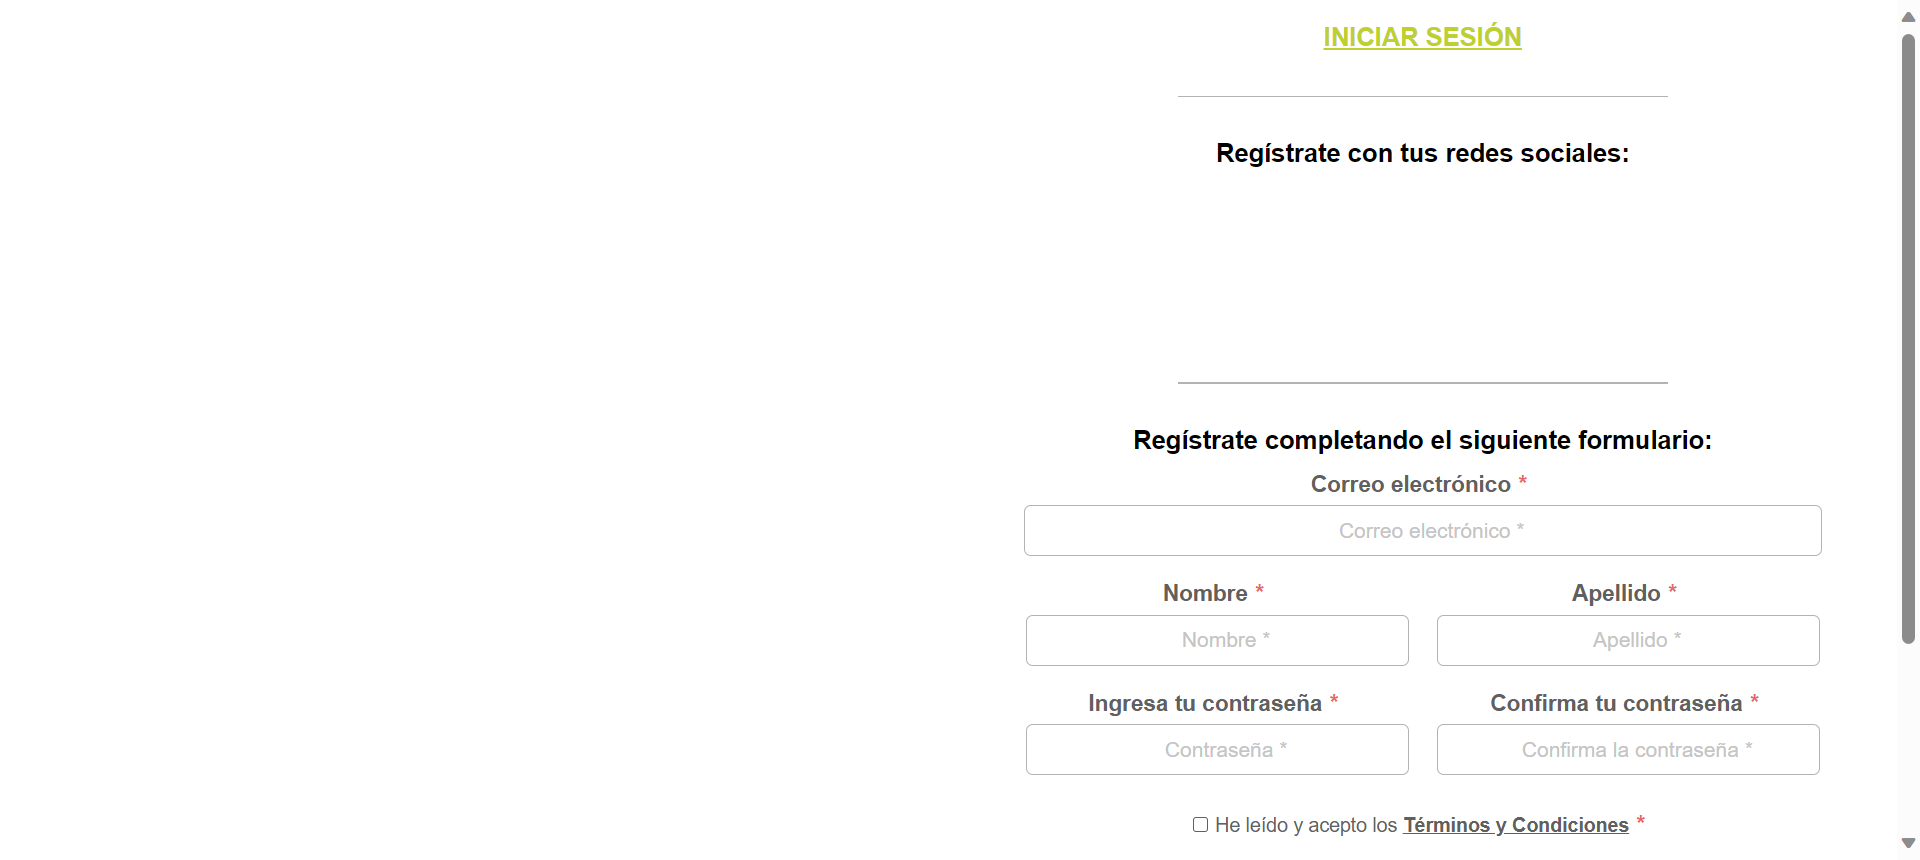 INICIAR SESIÓN
Regístrate con tus redes sociales:
Regístrate completando el siguiente formulario:
Correo electrónico *
Correo electrónico *
Nombre * Apellido *
Nombre * Apellido *
Ingresa tu contraseña * Confirma tu contraseña *
Contraseña * Confirma la contraseña *
He leído y acepto los Términos y Condiciones *